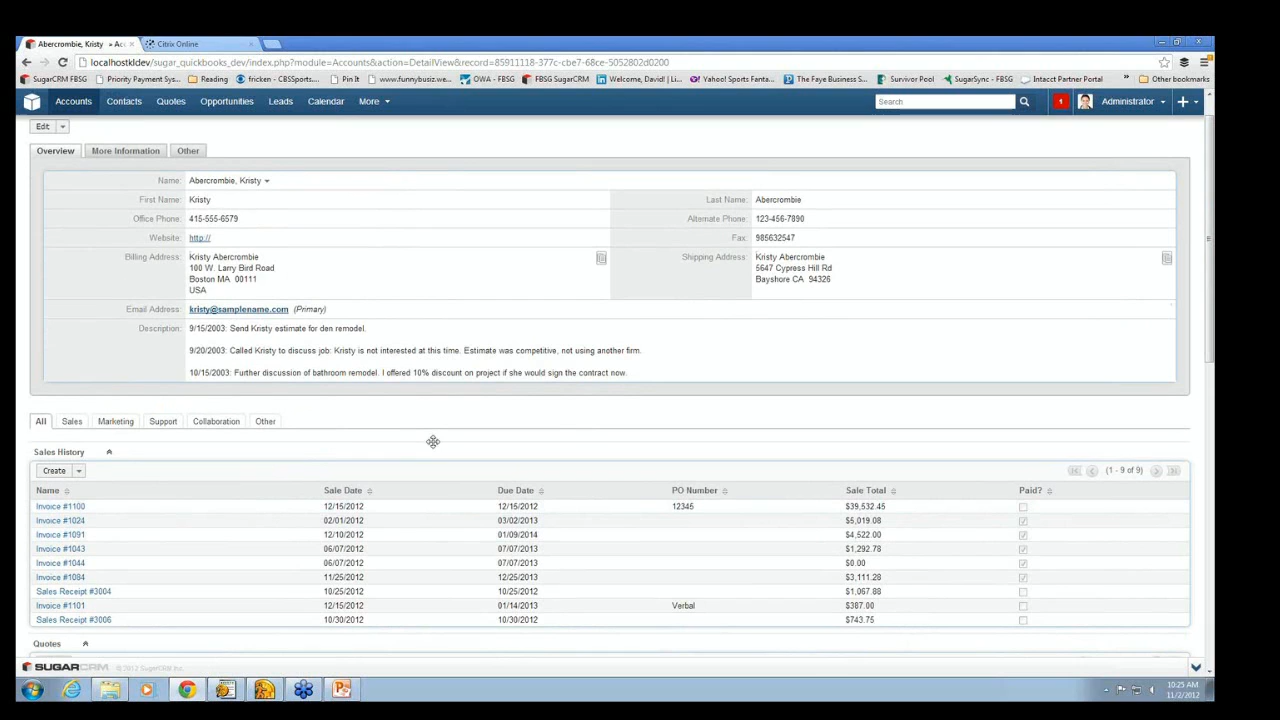 Abercrombie, Kristy » Acc
Citrix Online
localhostkldev/sugar_quickbooks_dev/index.php?module=Accounts&action=DetailView&record=85f11118-377c-cbe7-68ce-5052802d0200
SugarCRM FBSG Priority Payment Sys... Reading fricken - CBSSports... Pin It www.funnybusiz.we... OWA - FBSG FBSG SugarCRM Welcome, David! | L... Yahoo! Sports Fanta... The Faye Business S... Survivor Pool SugarSync - FBSG Intacct Partner Portal » Other bookmarks
Accounts Contacts Quotes Opportunities Leads Calendar More Search 1 Administrator
Edit
Overview More Information Other
Name: Abercrombie, Kristy
First Name: Kristy Last Name: Abercrombie
Office Phone: 415-555-6579 Alternate Phone: 123-456-7890
Website: http:// Fax: 985632547
Billing Address: Kristy Abercrombie Shipping Address: Kristy Abercrombie
100 W. Larry Bird Road 5647 Cypress Hill Rd
Boston MA 00111 Bayshore CA 94326
USA
Email Address: kristy@samplename.com (Primary)
Description: 9/15/2003: Send Kristy estimate for den remodel.
9/20/2003: Called Kristy to discuss job: Kristy is not interested at this time. Estimate was competitive, not using another firm.
10/15/2003: Further discussion of bathroom remodel. I offered 10% discount on project if she would sign the contract now.
All Sales Marketing Support Collaboration Other
Sales History
Create (1 - 9 of 9)
Name Sale Date Due Date PO Number Sale Total Paid?
Invoice #1100 12/15/2012 12/15/2012 12345 $39,532.45
Invoice #1024 02/01/2012 03/02/2013 $5,019.08
Invoice #1091 12/10/2012 01/09/2014 $4,522.00
Invoice #1043 06/07/2012 07/07/2013 $1,292.78
Invoice #1044 06/07/2012 07/07/2013 $0.00
Invoice #1084 11/25/2012 12/25/2013 $3,111.28
Sales Receipt #3004 10/25/2012 10/25/2012 $1,067.88
Invoice #1101 12/15/2012 01/14/2013 Verbal $387.00
Sales Receipt #3006 10/30/2012 10/30/2012 $743.75
Quotes
SUGARCRM © 2012 SugarCRM Inc.
10:25 AM
11/2/2012